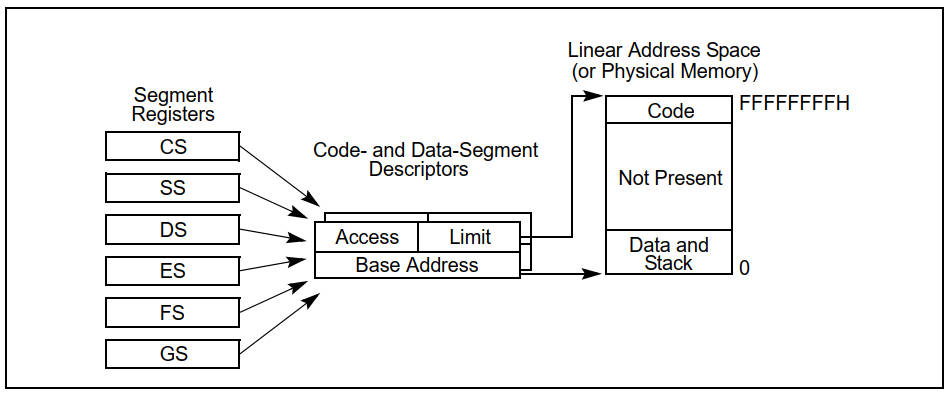 Segment
Registers
CS
SS
DS
ES
FS
GS
Code- and Data-Segment
Descriptors
Access
Limit
Base Address
Linear Address Space
(or Physical Memory)
Code
FFFFFFFFH
Not Present
Data and
Stack
0